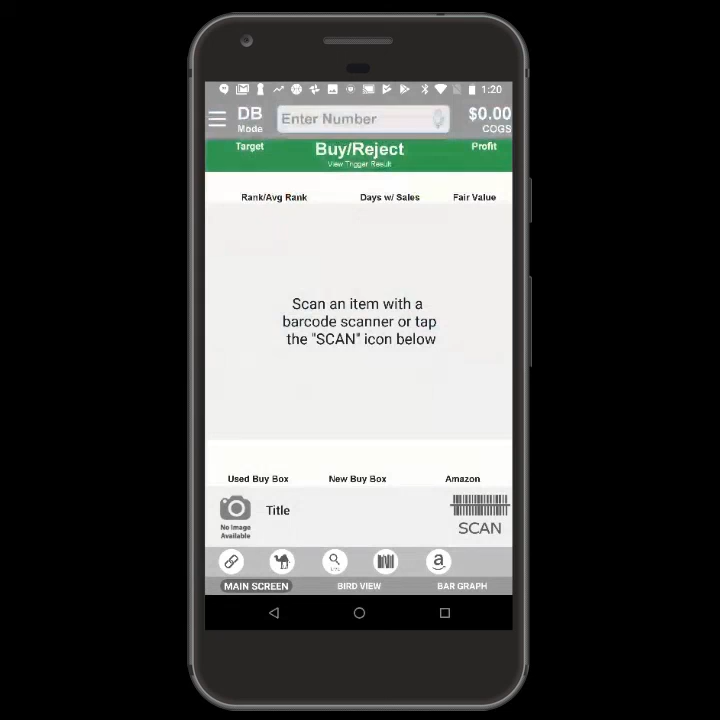 1:20
DB
Mode
Enter Number
$0.00
COGS
Target
Buy/Reject
Profit
View Trigger Result
Rank/Avg Rank
Days w/ Sales
Fair Value
Scan an item with a
barcode scanner or tap
the "SCAN" icon below
Used Buy Box
New Buy Box
Amazon
No Image
Available
Title
SCAN
a
MAIN SCREEN
BIRD VIEW
BAR GRAPH